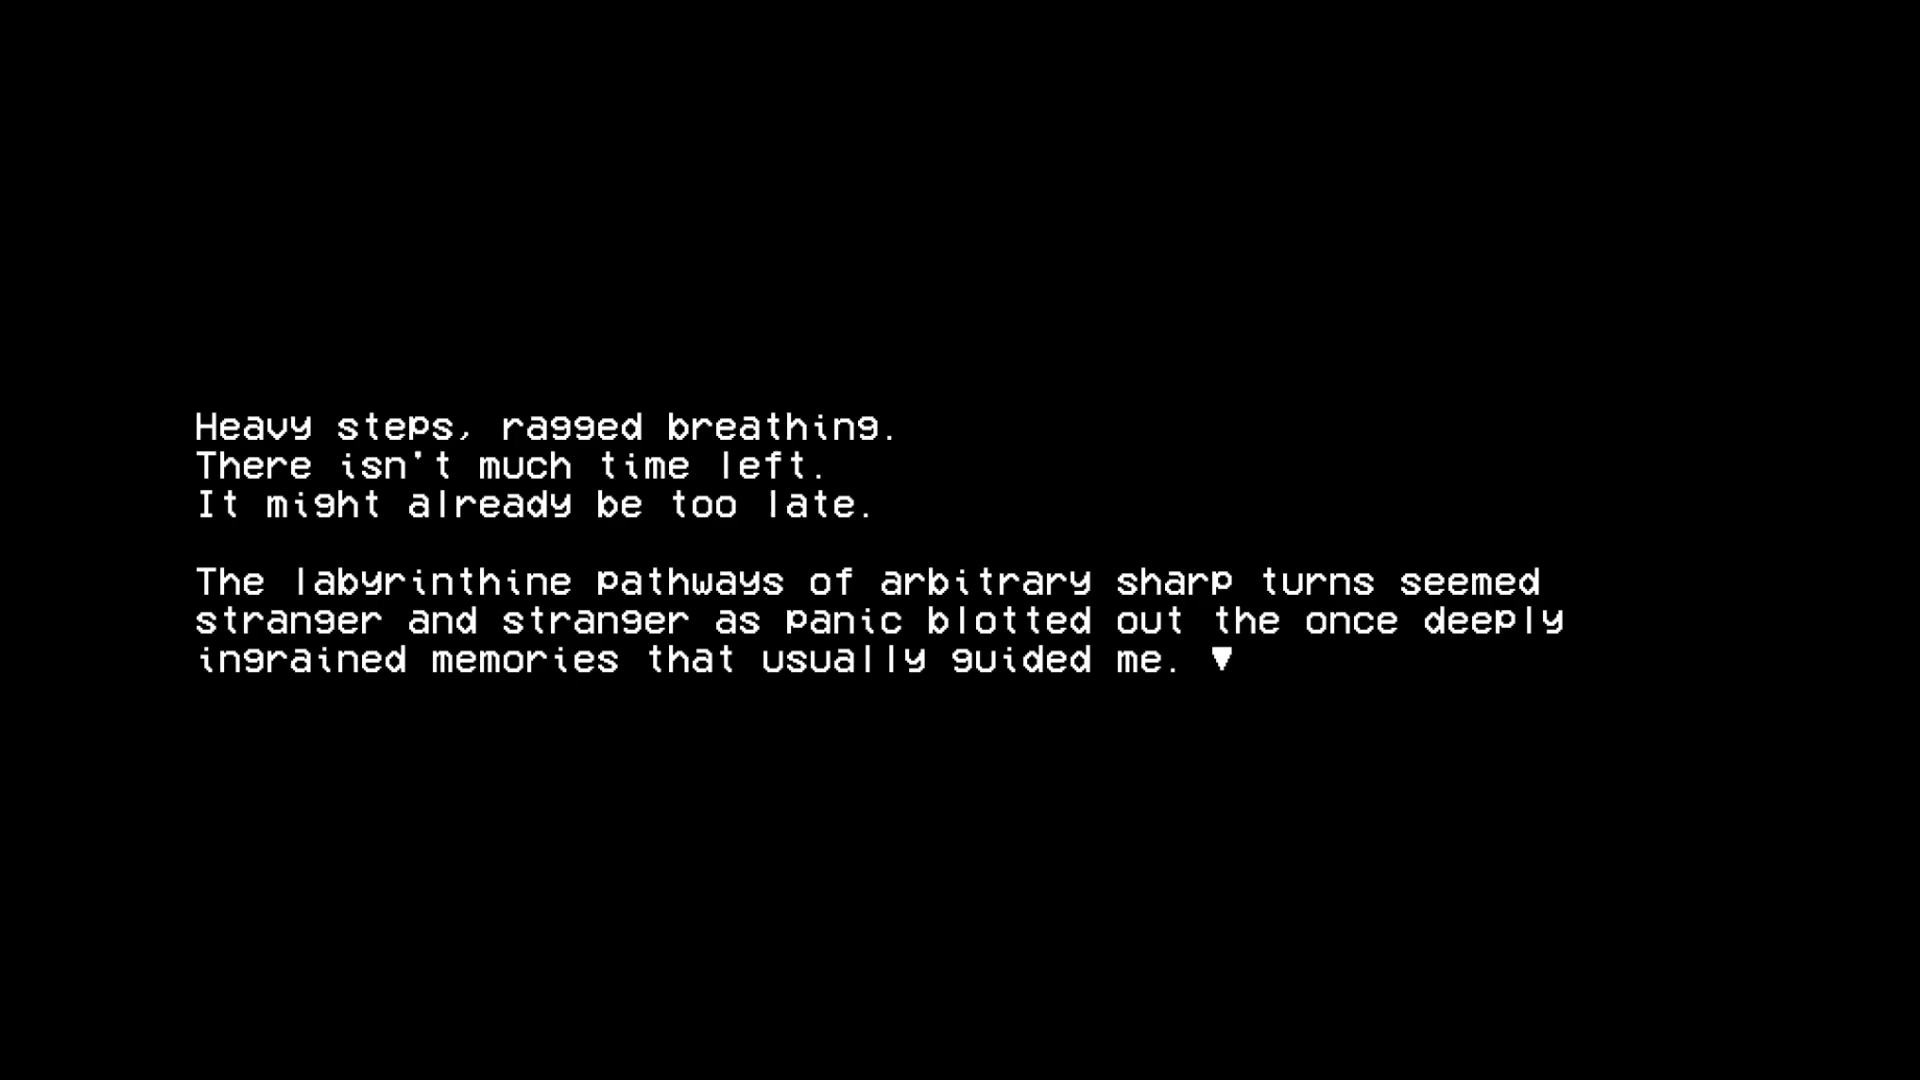 Heavy steps, ragged breathing.
There isn't much time left.
It might already be too late.
The labyrinthine pathways of arbitrary sharp turns seemed
stranger and stranger as panic blotted out the once deeply
ingrained memories that usually guided me. ▼